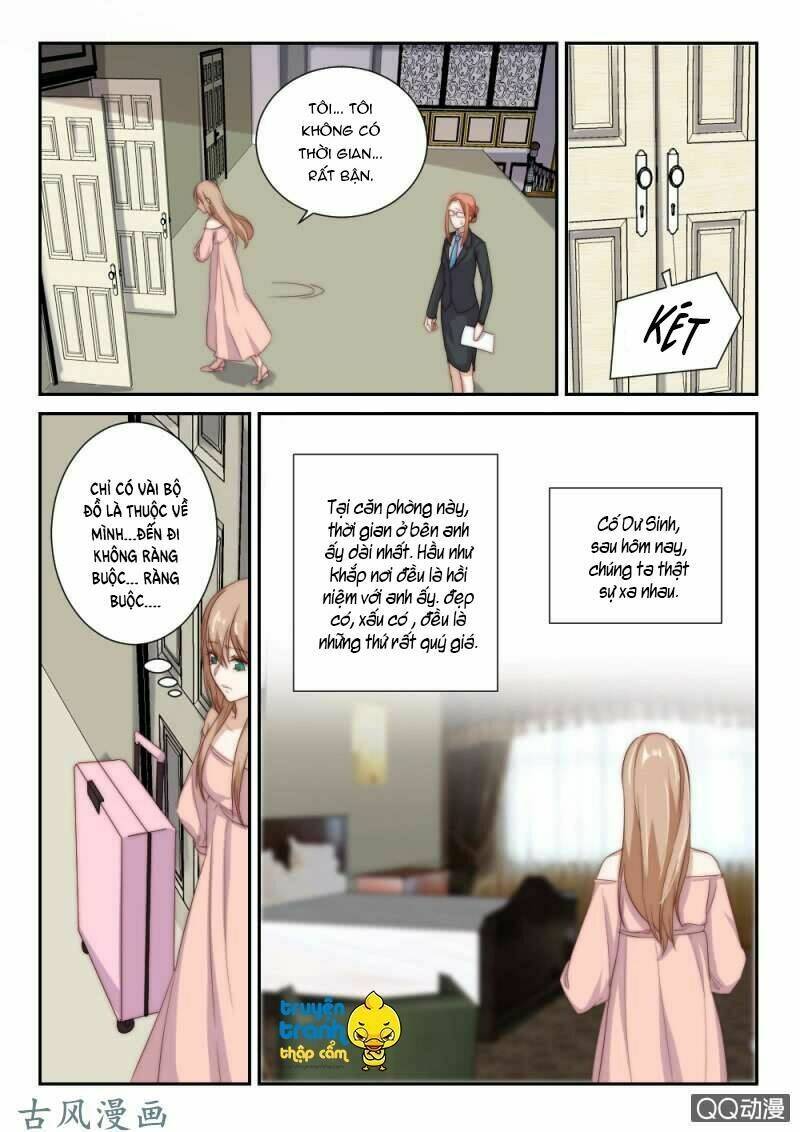 TÔI... TÔI
KHÔNG CÓ
THỜI GIAN...
RẤT BẬN.
KÉT
CHỈ CÓ VÀI BỘ
ĐỒ LÀ THUỘC VỀ
MÌNH...ĐẾN ĐI
KHÔNG RÀNG
BUỘC... RÀNG
BUỘC....
Tại căn phòng này,
thời gian ở bên anh
ấy dài nhất. Hầu như
khắp nơi đều là hồi
niệm với anh ấy. đẹp
có, xấu có , đều là
những thứ rất quý giá.
Cố Dư Sinh,
sau hôm nay,
chúng ta thật
sự xa nhau.
truyện
tranh
thập cẩm
古风漫画
QQ动漫